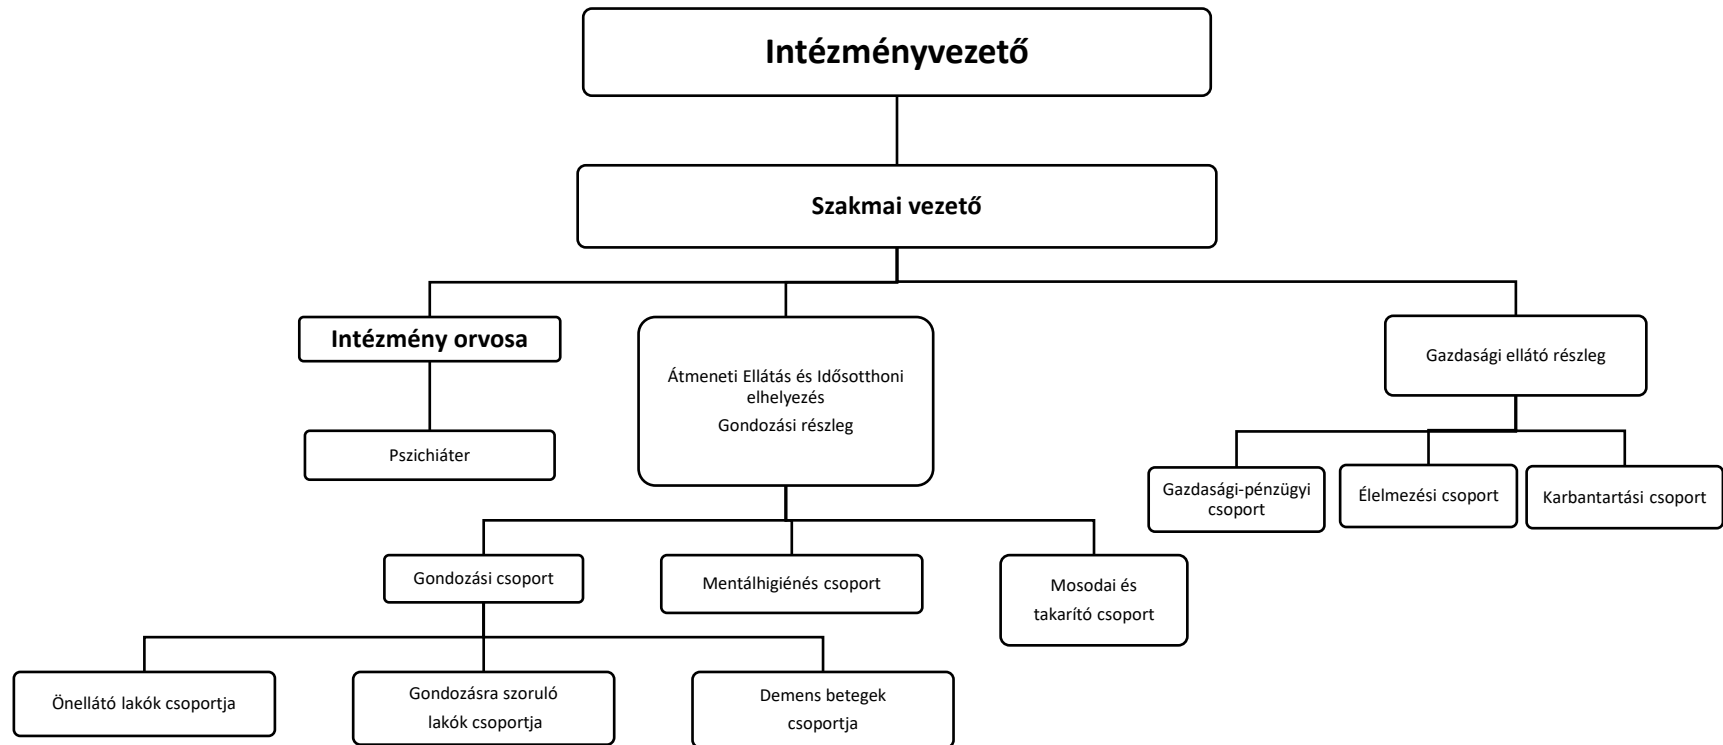 Intézményvezető
Szakmai vezető
Intézmény orvosa
Átmeneti Ellátás és Idősotthoni
elhelyezés
Gondozási részleg
Gazdasági ellátó részleg
Pszichiáter
Gazdasági-pénzügyi
csoport
Élelmezési csoport
Karbantartási csoport
Gondozási csoport
Mentálhigiénés csoport
Mosodai és
takarító csoport
Önellátó lakók csoportja
Gondozásra szoruló
lakók csoportja
Demens betegek
csoportja